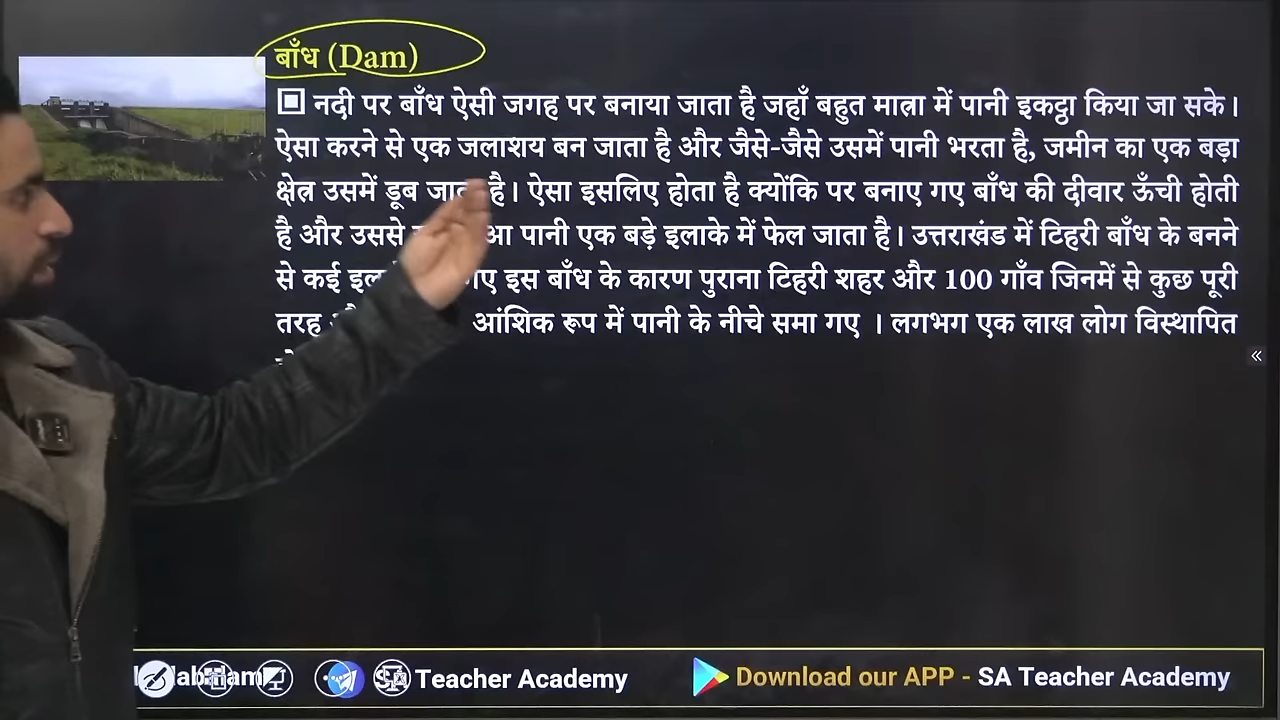 बाँध (Dam)
नदी पर बाँध ऐसी जगह पर बनाया जाता है जहाँ बहुत मात्रा में पानी इकट्ठा किया जा सके।
ऐसा करने से एक जलाशय बन जाता है और जैसे-जैसे उसमें पानी भरता है, जमीन का एक बड़ा
क्षेत्र उसमें डूब है। ऐसा इसलिए होता है क्योंकि पर बनाए गए बाँध की दीवार ऊँची होती
है और उससे पानी एक बड़े इलाके में फेल जाता है। उत्तराखंड में टिहरी बाँध के बनने
से कई इस बाँध के कारण पुराना टिहरी शहर और 100 गाँव जिनमें से कुछ पूरी
तरह आंशिक रूप में पानी के नीचे समा गए । लगभग एक लाख लोग विस्थापित
Teacher Academy
Download our APP - SA Teacher Academy